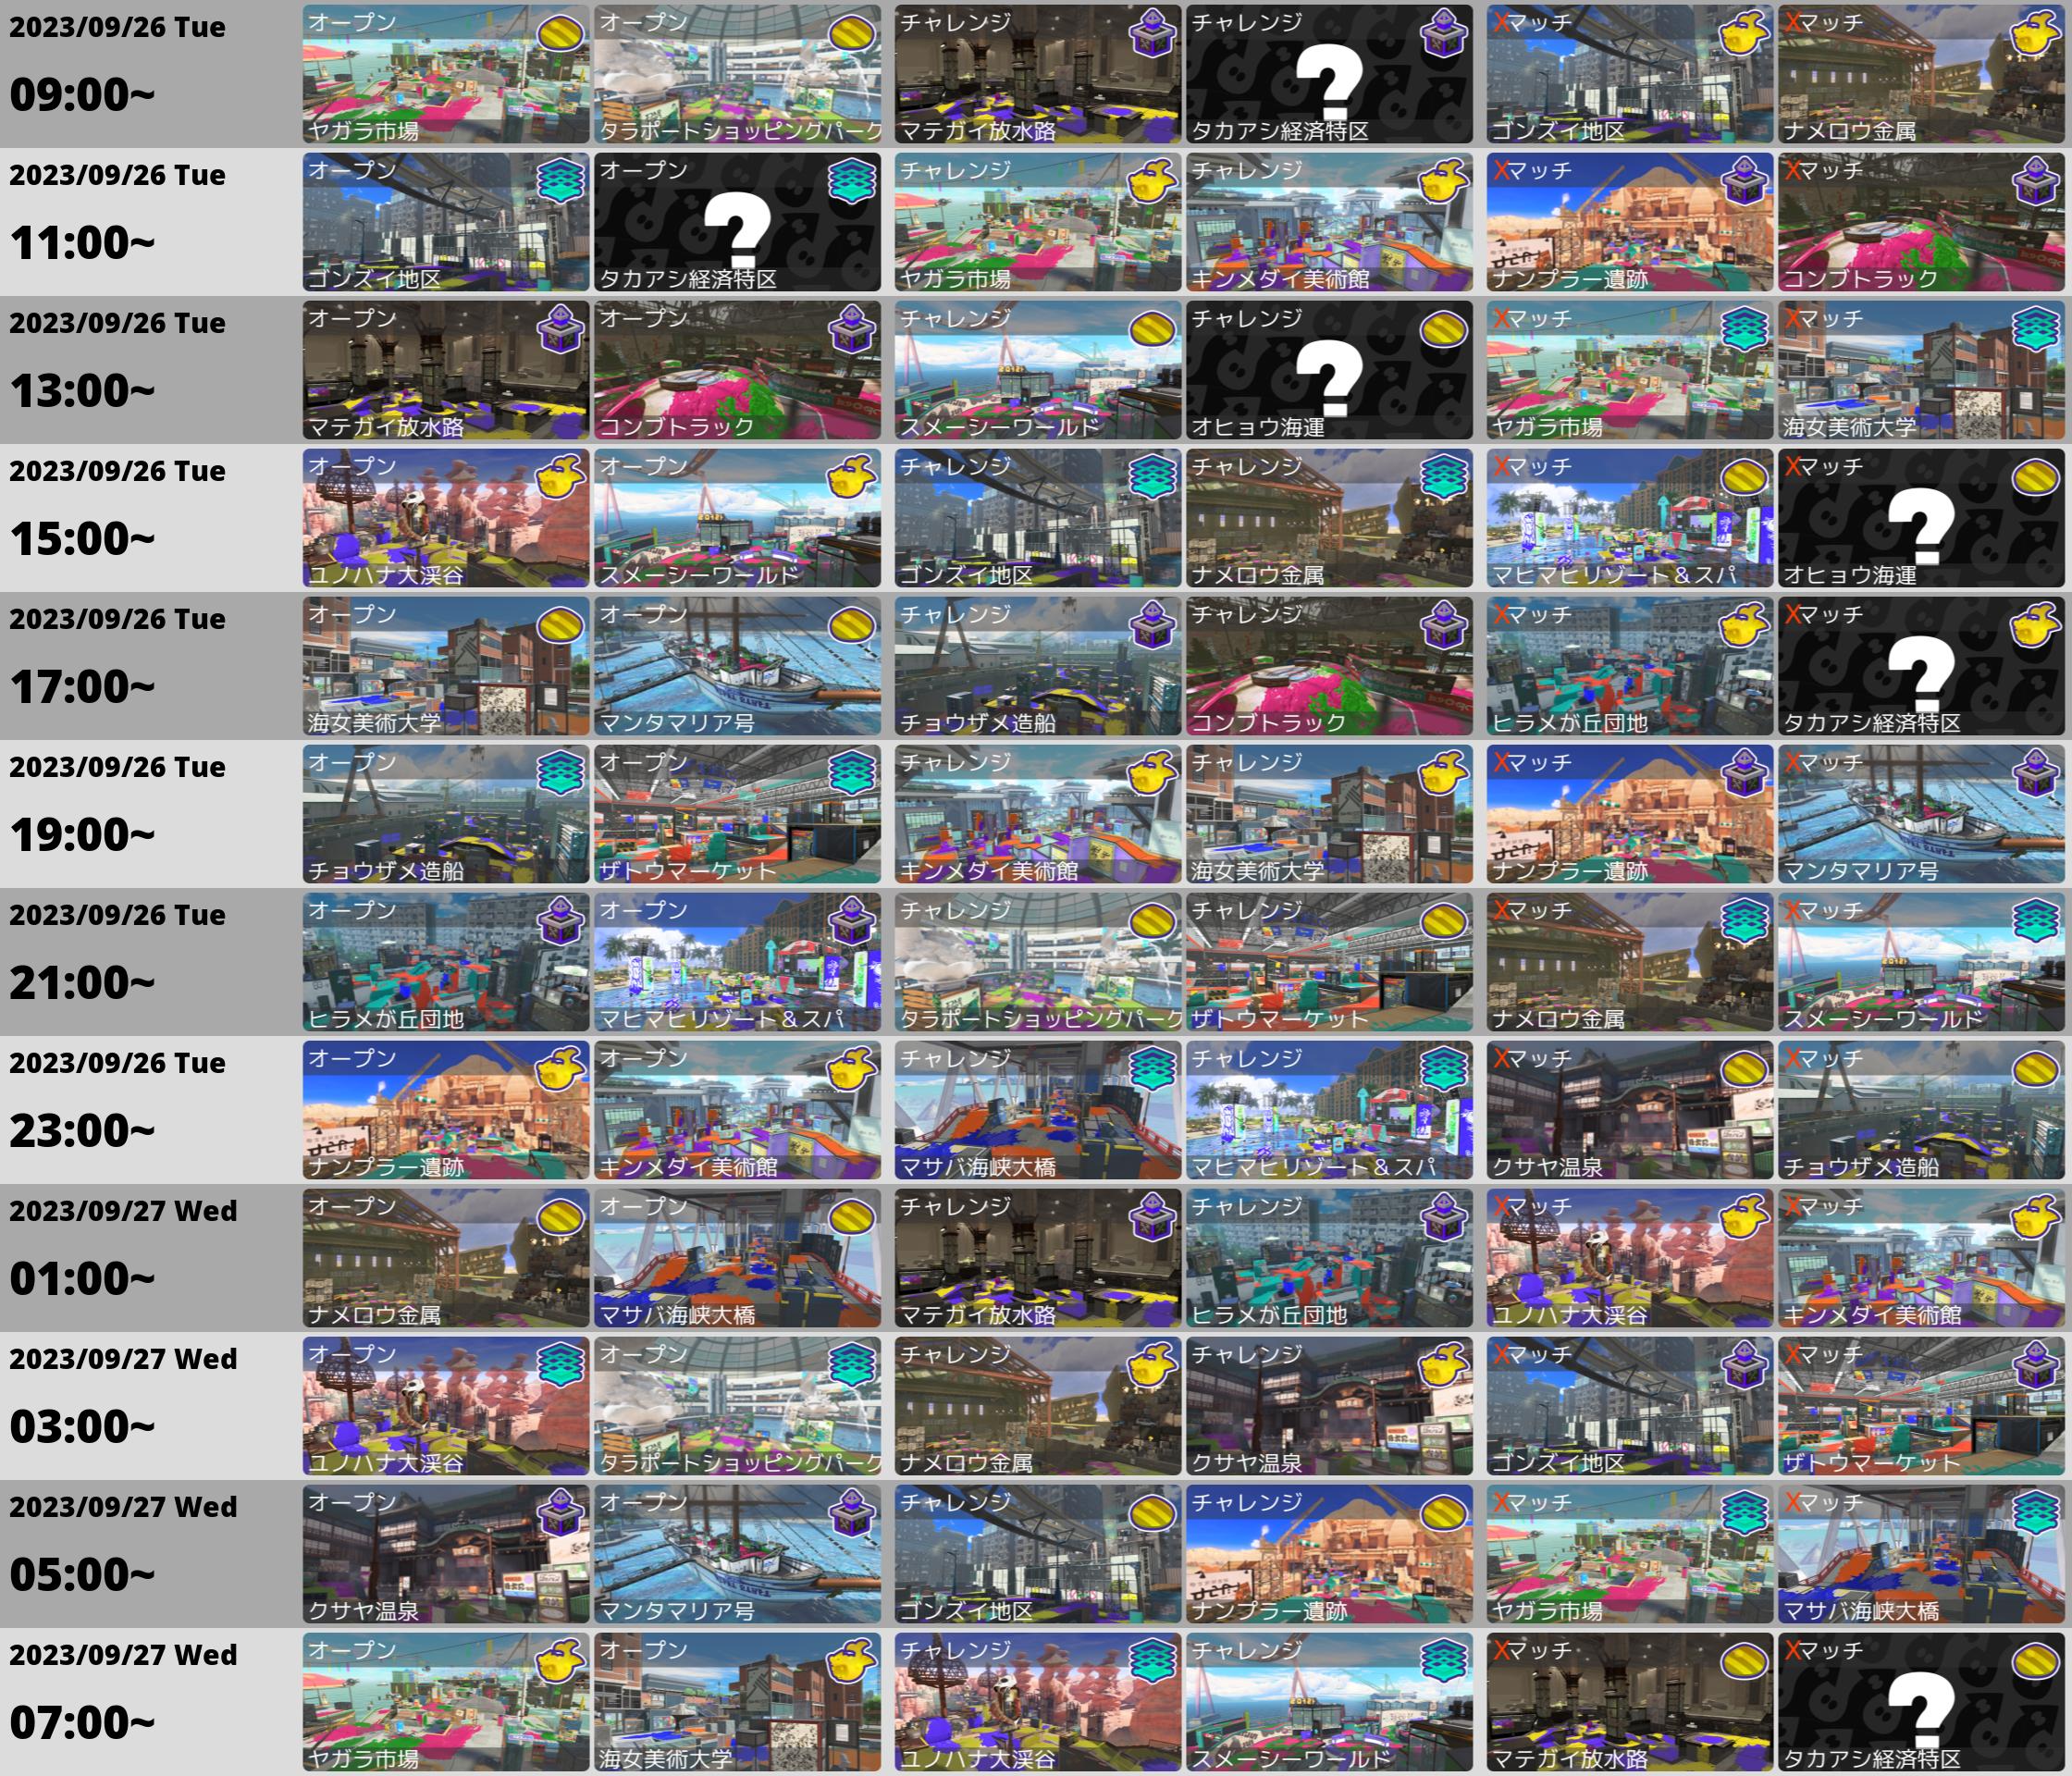 2023/09/26 Tue
09:00~
オープン
ヤガラ市場
オープン
タラポートショッピングパーク
チャレンジ
マテガイ放水路
チャレンジ
?
タカアシ経済特区
Xマッチ
ゴンズイ地区
Xマッチ
ナメロウ金属
2023/09/26 Tue
11:00~
オープン
ゴンズイ地区
オープン
?
タカアシ経済特区
チャレンジ
ヤガラ市場
チャレンジ
キンメダイ美術館
Xマッチ
ナンプラー遺跡
Xマッチ
コンブトラック
2023/09/26 Tue
13:00~
オープン
マテガイ放水路
オープン
コンブトラック
チャレンジ
スメーシーワールド
チャレンジ
?
オヒョウ海運
Xマッチ
ヤガラ市場
Xマッチ
海女美術大学
2023/09/26 Tue
15:00~
オープン
ユノハナ大渓谷
オープン
スメーシーワールド
チャレンジ
ゴンズイ地区
チャレンジ
ナメロウ金属
Xマッチ
マヒマヒリゾート&スパ
Xマッチ
?
オヒョウ海運
2023/09/26 Tue
17:00~
オープン
海女美術大学
オープン
マンタマリア号
チャレンジ
チョウザメ造船
チャレンジ
コンブトラック
Xマッチ
ヒラメが丘団地
Xマッチ
?
タカアシ経済特区
2023/09/26 Tue
19:00~
オープン
チョウザメ造船
オープン
ザトウマーケット
チャレンジ
キンメダイ美術館
チャレンジ
海女美術大学
Xマッチ
ナンプラー遺跡
Xマッチ
マンタマリア号
2023/09/26 Tue
21:00~
オープン
ヒラメが丘団地
オープン
マヒマヒリゾート&スパ
チャレンジ
タラポートショッピングパーク
チャレンジ
ザトウマーケット
Xマッチ
ナメロウ金属
Xマッチ
スメーシーワールド
2023/09/26 Tue
23:00~
オープン
ナンプラー遺跡
オープン
キンメダイ美術館
チャレンジ
マサバ海峡大橋
チャレンジ
マヒマヒリゾート&スパ
Xマッチ
クサヤ温泉
Xマッチ
チョウザメ造船
2023/09/27 Wed
01:00~
オープン
ナメロウ金属
オープン
マサバ海峡大橋
チャレンジ
マテガイ放水路
チャレンジ
ヒラメが丘団地
Xマッチ
ユノハナ大渓谷
Xマッチ
キンメダイ美術館
2023/09/27 Wed
03:00~
オープン
ユノハナ大渓谷
オープン
タラポートショッピングパーク
チャレンジ
ナメロウ金属
チャレンジ
クサヤ温泉
Xマッチ
ゴンズイ地区
Xマッチ
ザトウマーケット
2023/09/27 Wed
05:00~
オープン
クサヤ温泉
オープン
マンタマリア号
チャレンジ
ゴンズイ地区
チャレンジ
ナンプラー遺跡
Xマッチ
ヤガラ市場
Xマッチ
マサバ海峡大橋
2023/09/27 Wed
07:00~
オープン
ヤガラ市場
オープン
海女美術大学
チャレンジ
ユノハナ大渓谷
チャレンジ
スメーシーワールド
Xマッチ
マテガイ放水路
Xマッチ
?
タカアシ経済特区